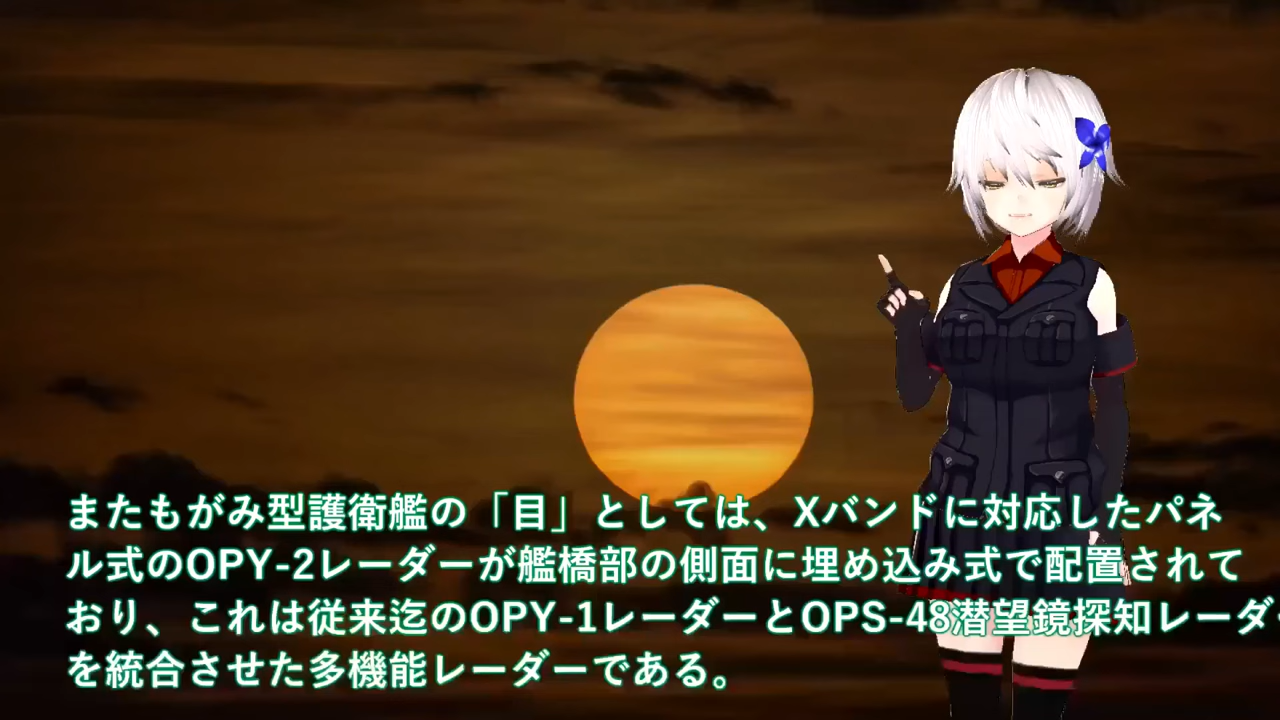 またもがみ型護衛艦の「目」としては、Xバンドに対応したパネ
ル式のOPY-2レーダーが艦橋部の側面に埋め込み式で配置されて
おり、これは従来迄のOPY-1レーダーとOPS-48潜望鏡探知レーダー
を統合させた多機能レーダーである。